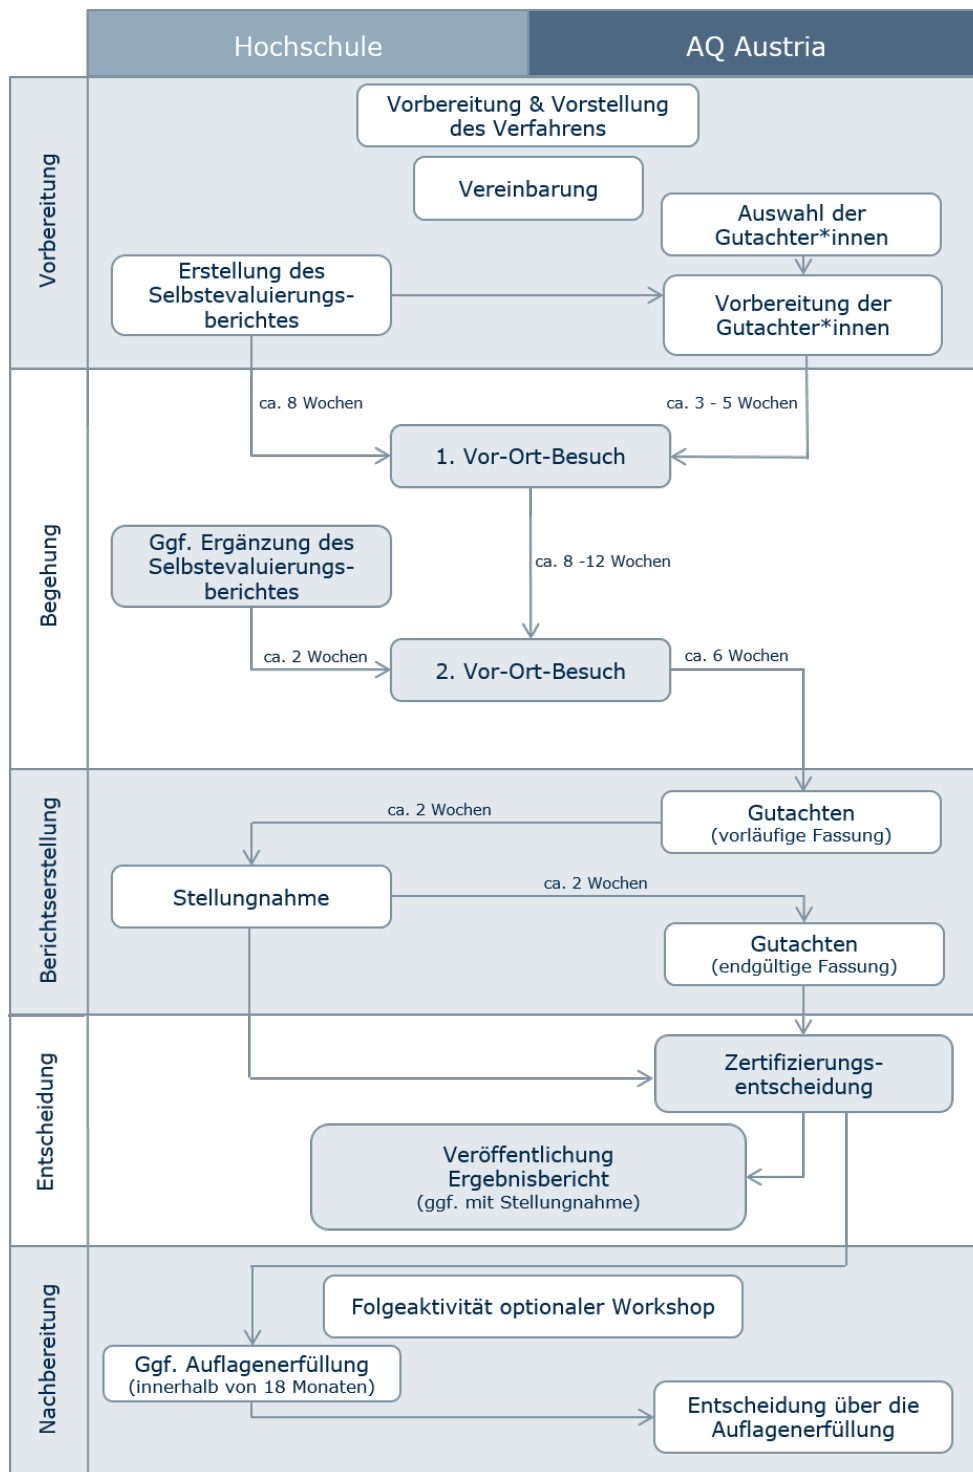 Hochschule
AQ Austria
Vorbereitung
Vorbereitung & Vorstellung
des Verfahrens
Vereinbarung
Auswahl der
Gutachter*innen
Erstellung des
Selbstevaluierungs-
berichtes
Vorbereitung der
Gutachter*innen
Begehung
ca. 8 Wochen
ca. 3 - 5 Wochen
1. Vor-Ort-Besuch
Ggf. Ergänzung des
Selbstevaluierungs-
berichtes
ca. 8 -12 Wochen
ca. 2 Wochen
2. Vor-Ort-Besuch
ca. 6 Wochen
Berichtserstellung
ca. 2 Wochen
Gutachten
(vorläufige Fassung)
Stellungnahme
ca. 2 Wochen
Gutachten
(endgültige Fassung)
Entscheidung
Zertifizierungs-
entscheidung
Veröffentlichung
Ergebnisbericht
(ggf. mit Stellungnahme)
Nachbereitung
Folgeaktivität optionaler Workshop
Ggf. Auflagenerfüllung
(innerhalb von 18 Monaten)
Entscheidung über die
Auflagenerfüllung